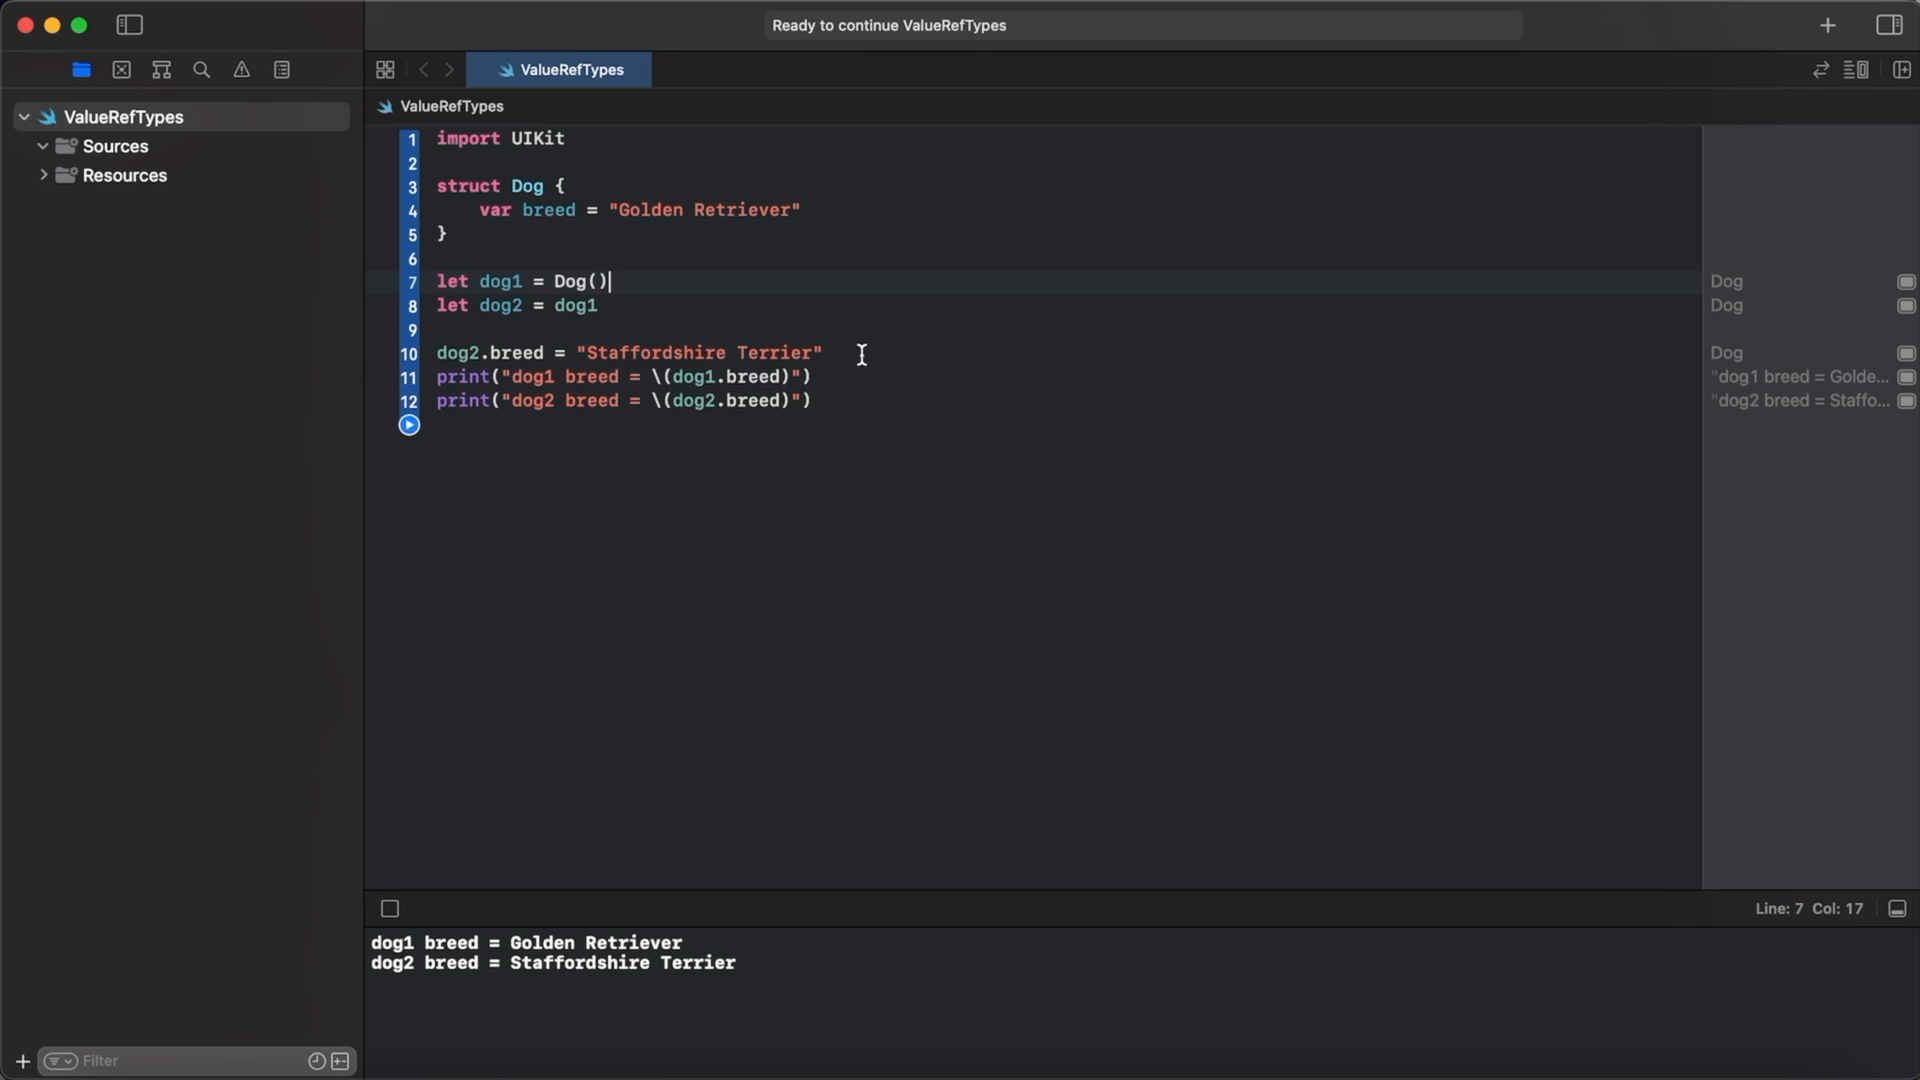 Ready to continue ValueRefTypes
ValueRefTypes
ValueRefTypes
ValueRefTypes
Sources
Resources
1 import UIKit
2
3 struct Dog {
4 var breed = "Golden Retriever"
5 }
6
7 let dog1 = Dog()
8 let dog2 = dog1
9
10 dog2.breed = "Staffordshire Terrier"
11 print("dog1 breed = \(dog1.breed)")
12 print("dog2 breed = \(dog2.breed)")
Dog
Dog
Dog
"dog1 breed = Golde...
"dog2 breed = Staffo...
Line: 7 Col: 17
dog1 breed = Golden Retriever
dog2 breed = Staffordshire Terrier
Filter